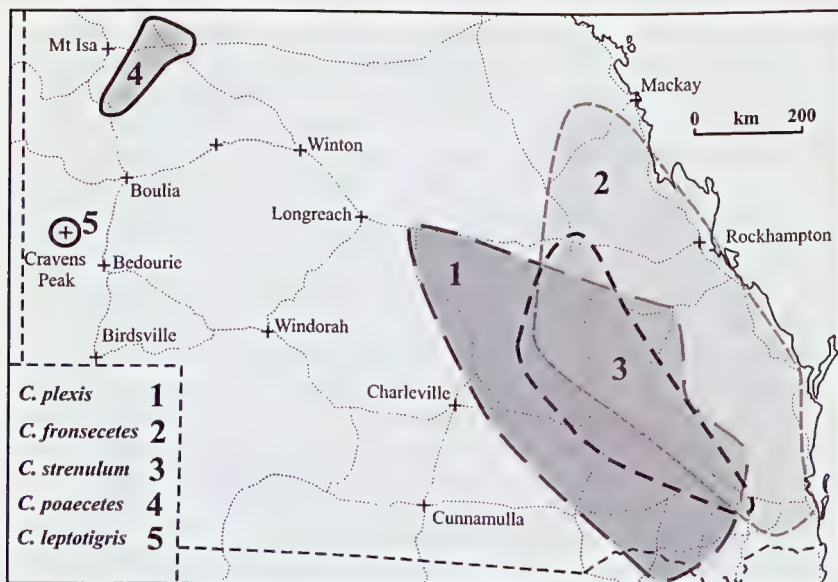 Mt Isa
4
Mackay
0 km 200
Winton
2
Boulia
Longreach
5
Rockhampton
Cravens
Peak
Bedourie
1
Birdsville
Windorah
3
C. plexis 1
Charleville
C. fronsecetes 2
C. strenulum 3
C. poaecetes 4
Cunnamulla
C. leptotigris 5